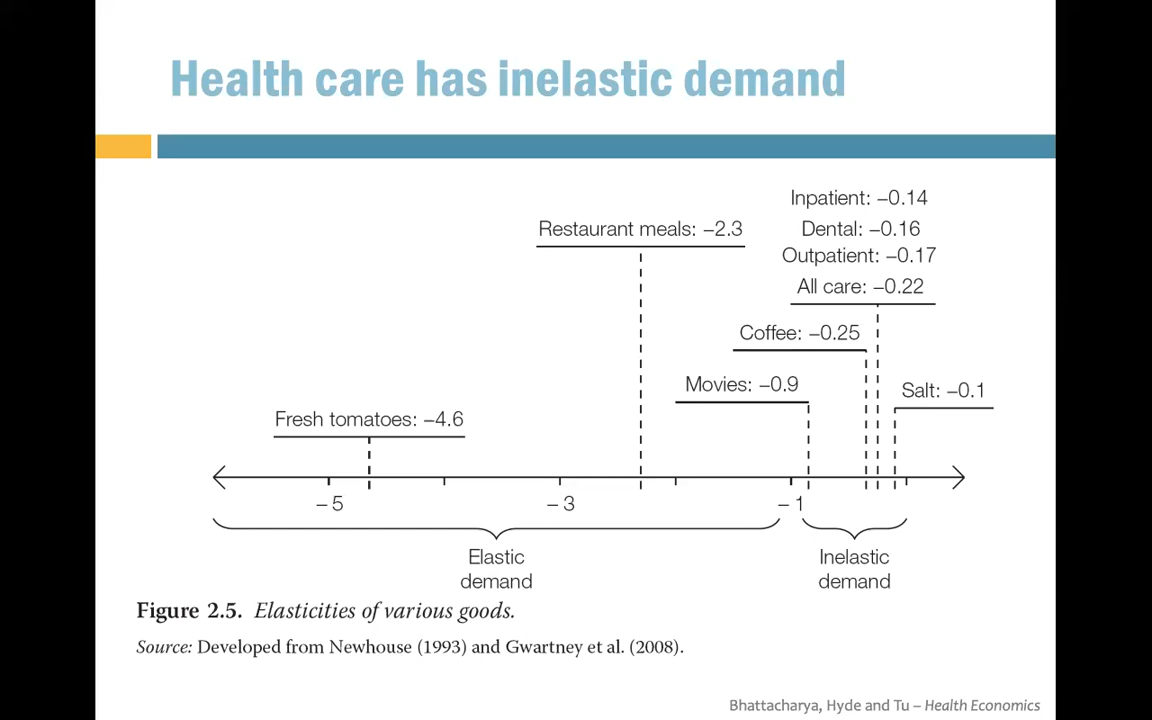 Health care has inelastic demand
Inpatient: −0.14
Restaurant meals: −2.3
Dental: −0.16
Outpatient: −0.17
All care: −0.22
Coffee: −0.25
Movies: −0.9
Salt: −0.1
Fresh tomatoes: −4.6
−5
−3
−1
Elastic
demand
Inelastic
demand
Figure 2.5. Elasticities of various goods.
Source: Developed from Newhouse (1993) and Gwartney et al. (2008).
Bhattacharya, Hyde and Tu – Health Economics